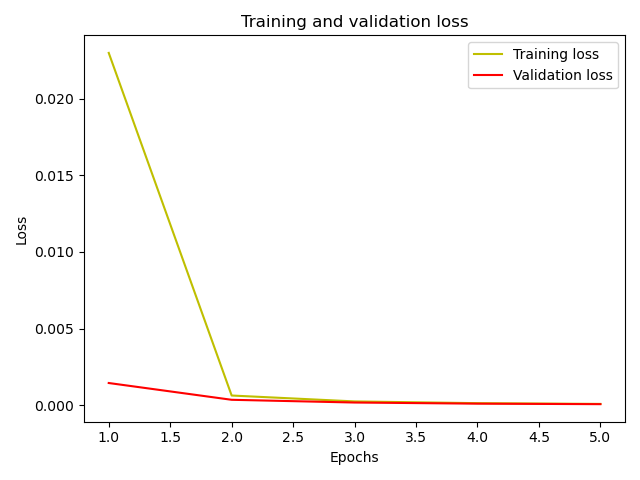 Training and validation loss
Training loss
Validation loss
0.020
0.015
0.010
0.005
0.000
Loss
1.0 1.5 2.0 2.5 3.0 3.5 4.0 4.5 5.0
Epochs